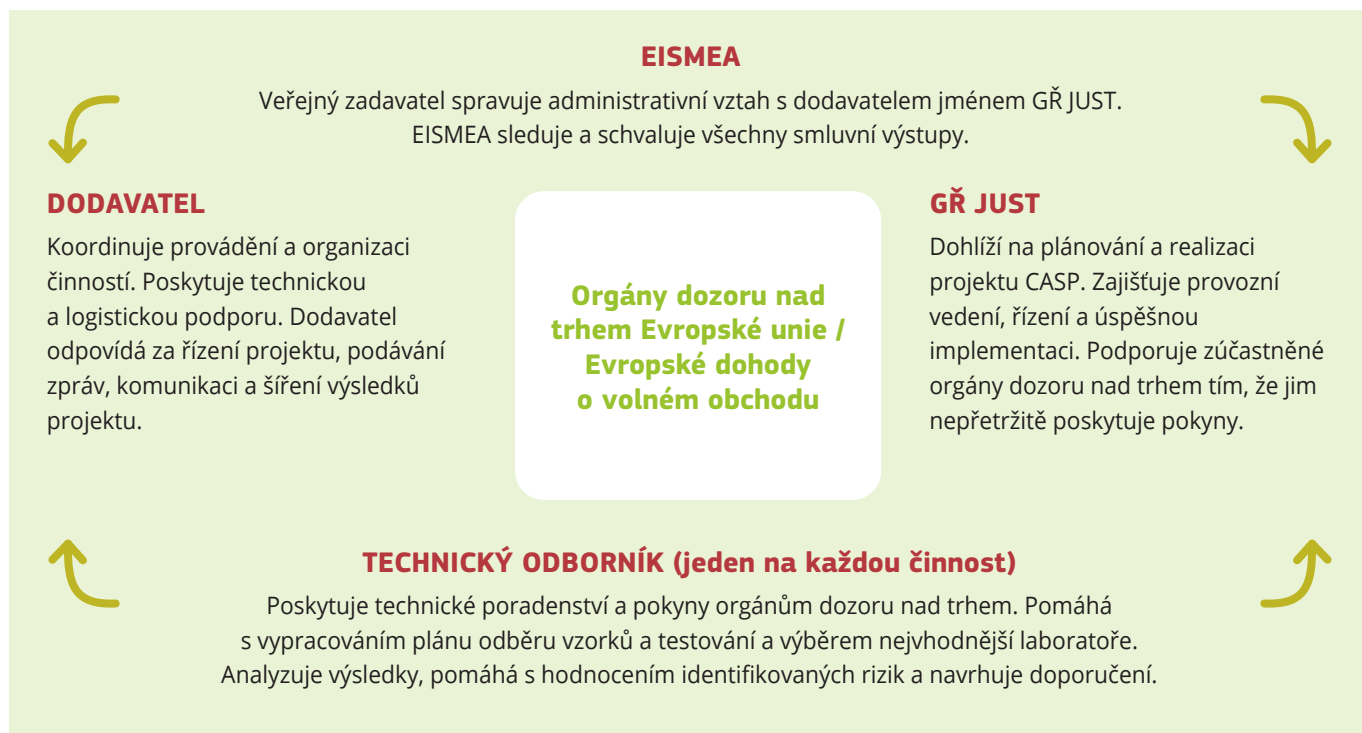 EISMEA
Veřejný zadavatel spravuje administrativní vztah s dodavatelem jménem GŘ JUST.
EISMEA sleduje a schvaluje všechny smluvní výstupy.
DODAVATEL
Koordinuje provádění a organizaci
činností. Poskytuje technickou
a logistickou podporu. Dodavatel
odpovídá za řízení projektu, podávání
zpráv, komunikaci a šíření výsledků
projektu.
Orgány dozoru nad
trhem Evropské unie /
Evropské dohody
o volném obchodu
GŘ JUST
Dohlíží na plánování a realizaci
projektu CASP. Zajišťuje provozní
vedení, řízení a úspěšnou
implementaci. Podporuje zúčastněné
orgány dozoru nad trhem tím, že jim
nepřetržitě poskytuje pokyny.
TECHNICKÝ ODBORNÍK (jeden na každou činnost)
Poskytuje technické poradenství a pokyny orgánům dozoru nad trhem. Pomáhá
s vypracováním plánu odběru vzorků a testování a výběrem nejvhodnější laboratoře.
Analyzuje výsledky, pomáhá s hodnocením identifikovaných rizik a navrhuje doporučení.